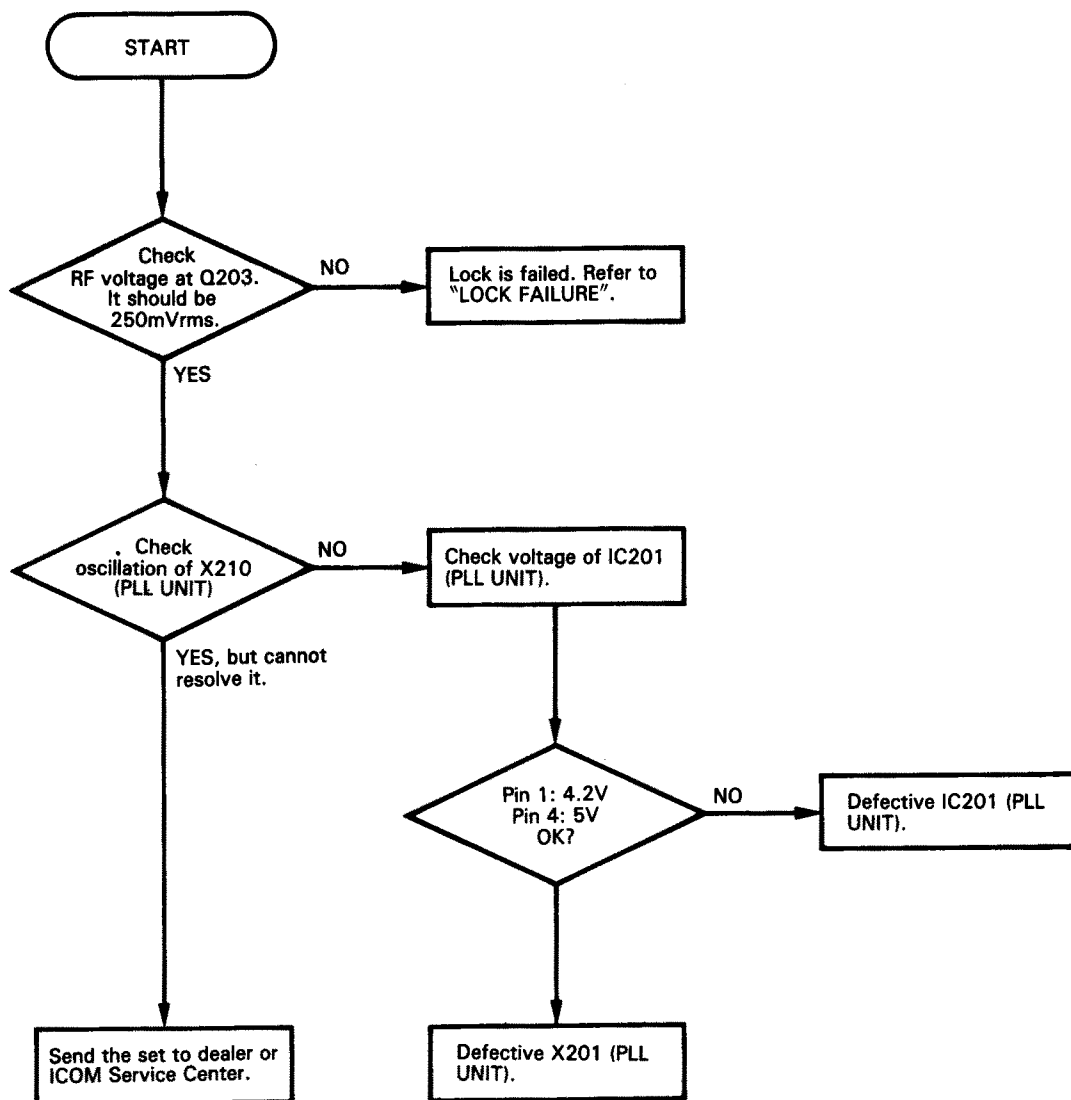 START
Check
RF voltage at Q203.
It should be
250mVrms.
NO
Lock is failed. Refer to
“LOCK FAILURE”.
YES
Check
oscillation of X210
(PLL UNIT)
NO
Check voltage of IC201
(PLL UNIT).
YES, but cannot
resolve it.
Pin 1: 4.2V
Pin 4: 5V
OK?
NO
Defective IC201 (PLL
UNIT).
Send the set to dealer or
ICOM Service Center.
Defective X201 (PLL
UNIT).